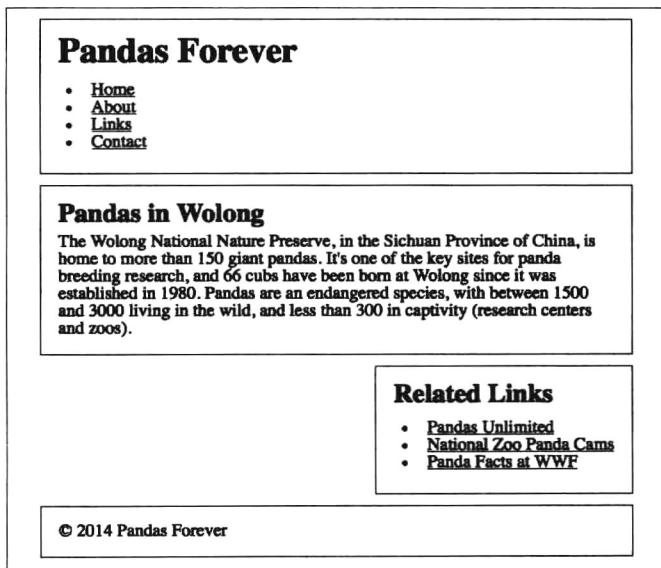 Pandas Forever
• Home
• About
• Links
• Contact
Pandas in Wolong
The Wolong National Nature Preserve, in the Sichuan Province of China, is
home to more than 150 giant pandas. It's one of the key sites for panda
breeding research, and 66 cubs have been born at Wolong since it was
established in 1980. Pandas are an endangered species, with between 1500
and 3000 living in the wild, and less than 300 in captivity (research centers
and zoos).
Related Links
• Pandas Unlimited
• National Zoo Panda Cams
• Panda Facts at WWF
© 2014 Pandas Forever